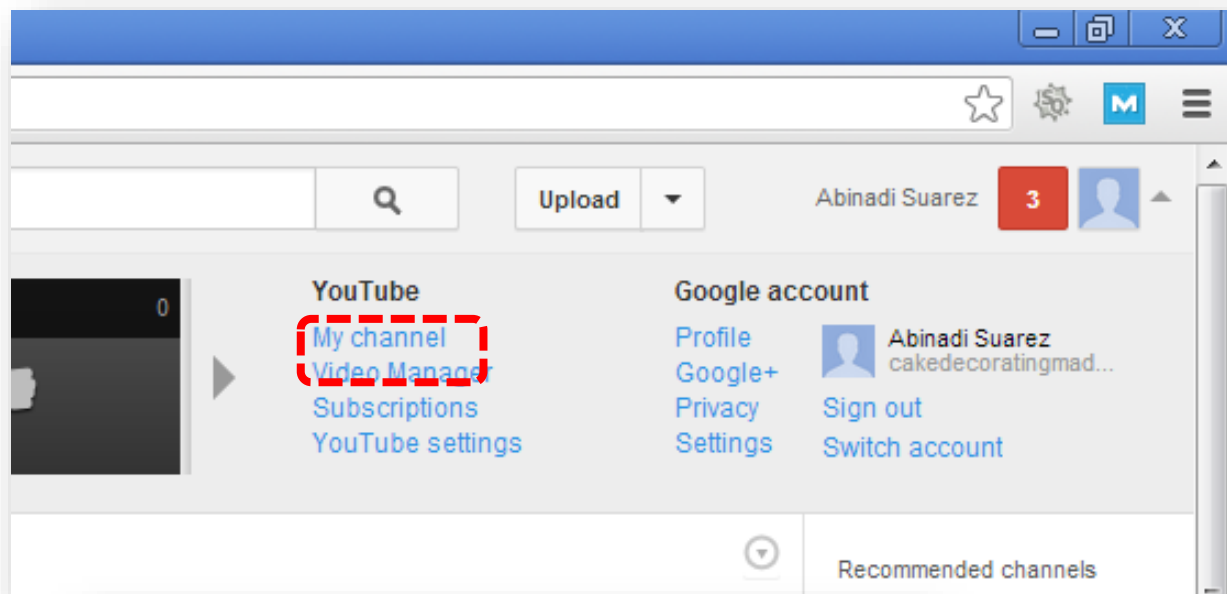 Upload
Abinadi Suarez
3
0
YouTube
My channel
Video Manager
Subscriptions
YouTube settings
Google account
Profile
Google+
Privacy
Settings
Abinadi Suarez
cakedecoratingmad...
Sign out
Switch account
Recommended channels